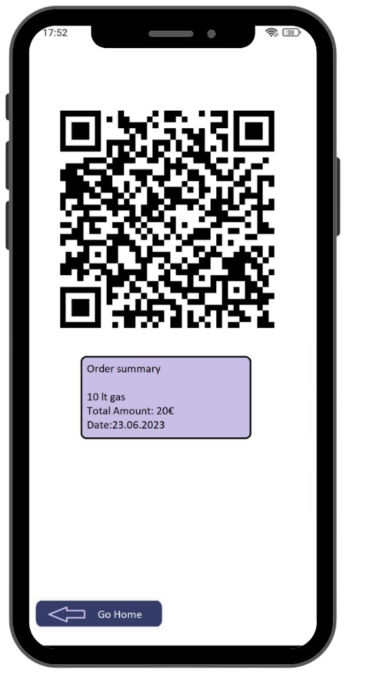 17:52
Order summary
10 lt gas
Total Amount: 20€
Date:23.06.2023
Go Home